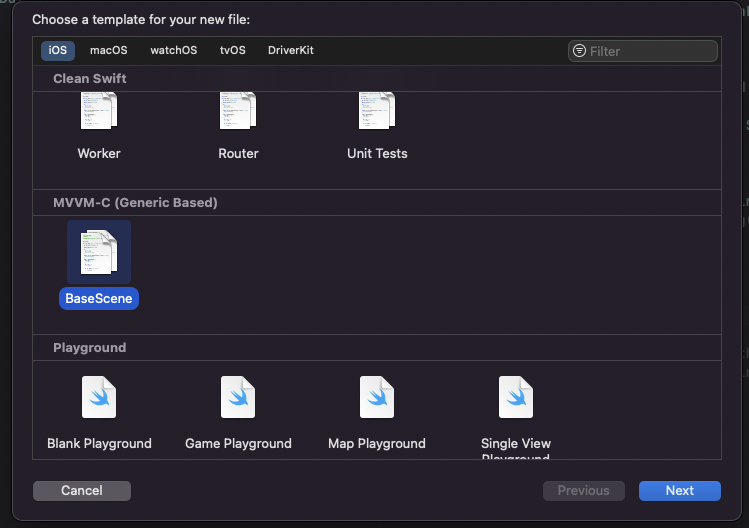 Choose a template for your new file:
iOS macOS watchOS tvOS DriverKit Filter
Clean Swift
Worker Router Unit Tests
MVVM-C (Generic Based)
BaseScene
Playground
Blank Playground Game Playground Map Playground Single View
Playground
Cancel Previous Next